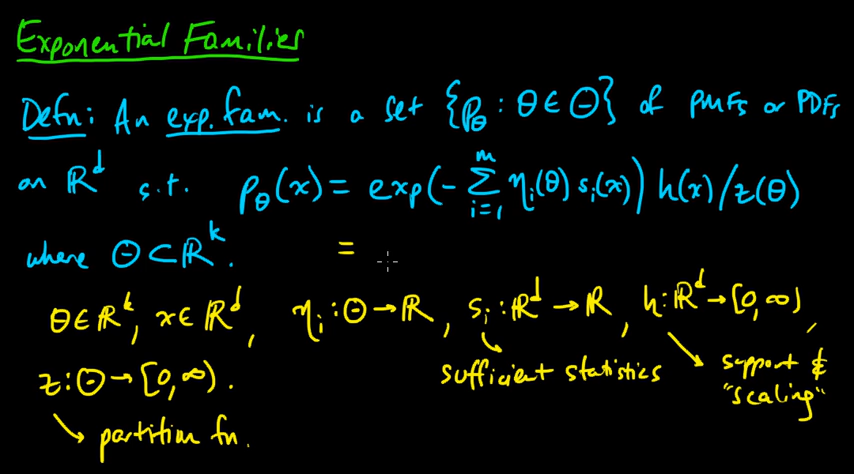 Exponential Families
Defn: An exp. fam. is a set {p_θ : θ ∈ Θ} of PMFs or PDFs
on ℝ^d s.t. p_θ(x) = exp(-∑_{i=1}^m η_i(θ) s_i(x)) h(x)/z(θ)
where Θ ⊂ ℝ^k. =
θ ∈ ℝ^k, x ∈ ℝ^d, η_i : Θ → ℝ, s_i : ℝ^d → ℝ, h : ℝ^d → [0, ∞),
↳ sufficient statistics ↘ support &
"scaling"
z : Θ → [0, ∞).
↘ partition fn.